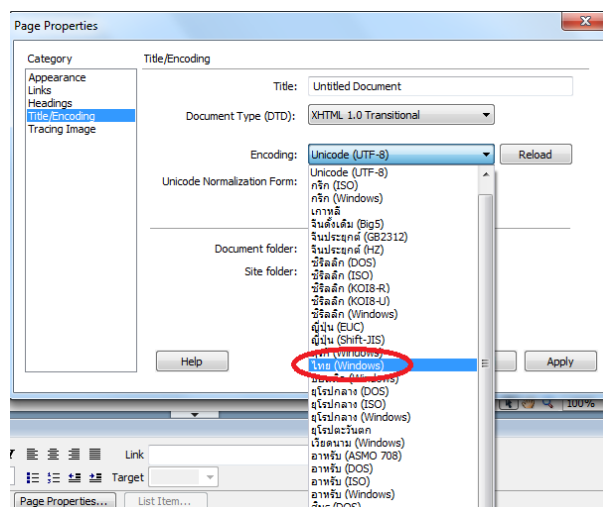 Page Properties
Category
Appearance
Links
Headings
Title/Encoding
Tracing Image
Title/Encoding
Title: Untitled Document
Document Type (DTD): XHTML 1.0 Transitional
Encoding: Unicode (UTF-8) Reload
Unicode Normalization Form:
Document folder:
Site folder:
Unicode (UTF-8)
กรีก (ISO)
กรีก (Windows)
เกาหลี
จีนดั้งเดิม (Big5)
จีนประยุกต์ (GB2312)
จีนประยุกต์ (HZ)
ซีริลลิก (DOS)
ซีริลลิก (ISO)
ซีริลลิก (KOI8-R)
ซีริลลิก (KOI8-U)
ซีริลลิก (Windows)
ญี่ปุ่น (EUC)
ญี่ปุ่น (Shift-JIS)
(Windows)
ไทย (Windows)
(Windows)
ยุโรปกลาง (DOS)
ยุโรปกลาง (ISO)
ยุโรปกลาง (Windows)
ยุโรปตะวันตก
เวียดนาม (Windows)
อาหรับ (ASMO 708)
อาหรับ (DOS)
อาหรับ (ISO)
อาหรับ (Windows)
(DOS)
Help Apply
100%
Link
Target
Page Properties... List Item...